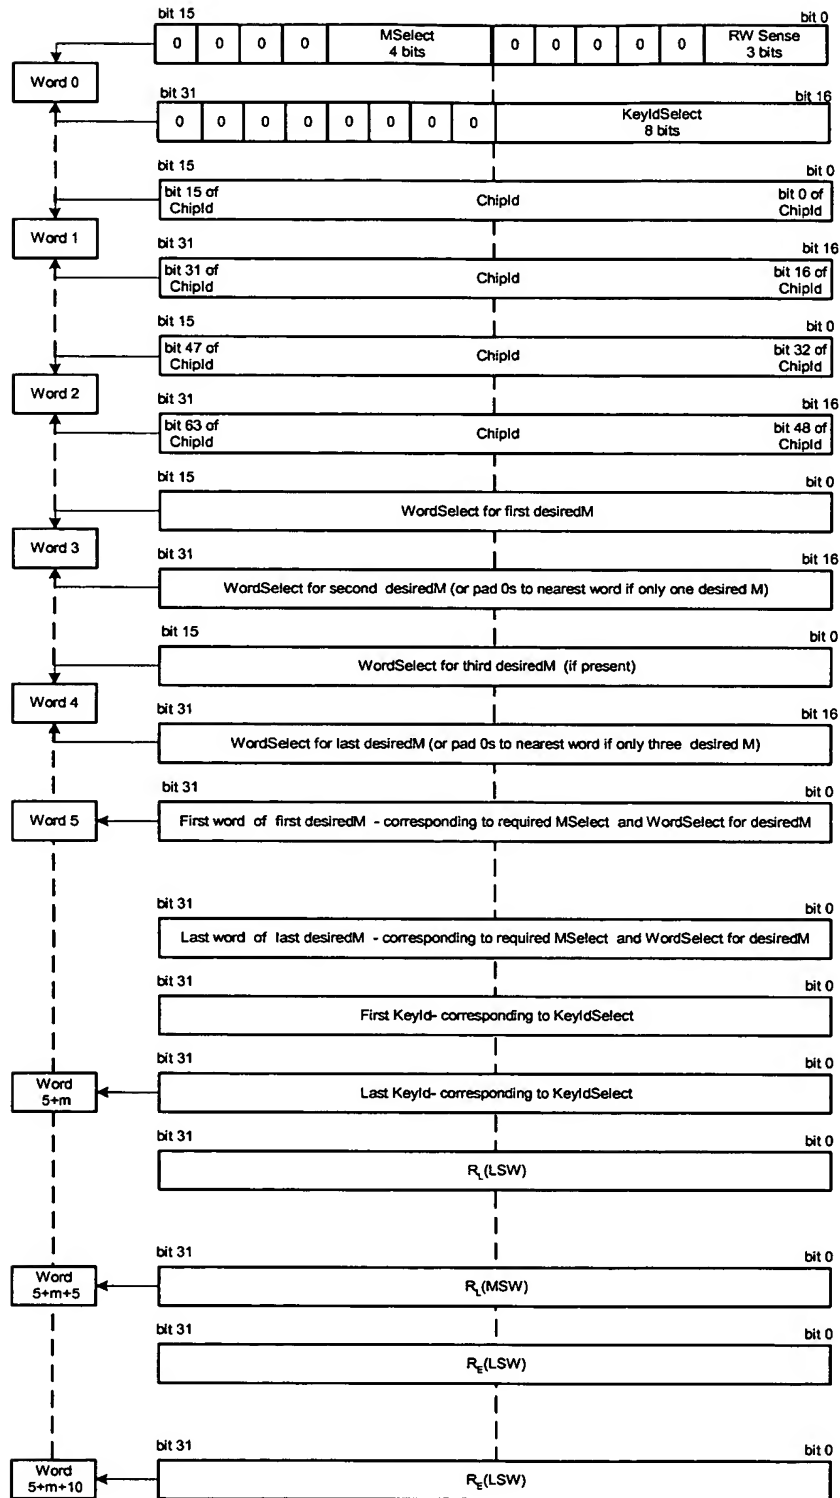 bit 15 bit 0
0 0 0 0 MSelect 4 bits 0 0 0 0 0 RW Sense 3 bits
Word 0
bit 31 bit 16
0 0 0 0 0 0 0 0 KeyIdSelect 8 bits
bit 15 bit 0
bit 15 of ChipId ChipId bit 0 of ChipId
Word 1
bit 31 bit 16
bit 31 of ChipId ChipId bit 16 of ChipId
bit 15 bit 0
bit 47 of ChipId ChipId bit 32 of ChipId
Word 2
bit 31 bit 16
bit 63 of ChipId ChipId bit 48 of ChipId
bit 15 bit 0
WordSelect for first desiredM
Word 3
bit 31 bit 16
WordSelect for second desiredM (or pad 0s to nearest word if only one desired M)
bit 15 bit 0
WordSelect for third desiredM (if present)
Word 4
bit 31 bit 16
WordSelect for last desiredM (or pad 0s to nearest word if only three desired M)
bit 31 bit 0
Word 5 First word of first desiredM - corresponding to required MSelect and WordSelect for desiredM
bit 31 bit 0
Last word of last desiredM - corresponding to required MSelect and WordSelect for desiredM
bit 31 bit 0
First KeyId- corresponding to KeyIdSelect
bit 31 bit 0
Word 5+m Last KeyId- corresponding to KeyIdSelect
bit 31 bit 0
R_L(LSW)
bit 31 bit 0
Word 5+m+5 R_L(MSW)
bit 31 bit 0
R_E(LSW)
bit 31 bit 0
Word 5+m+10 R_E(LSW)